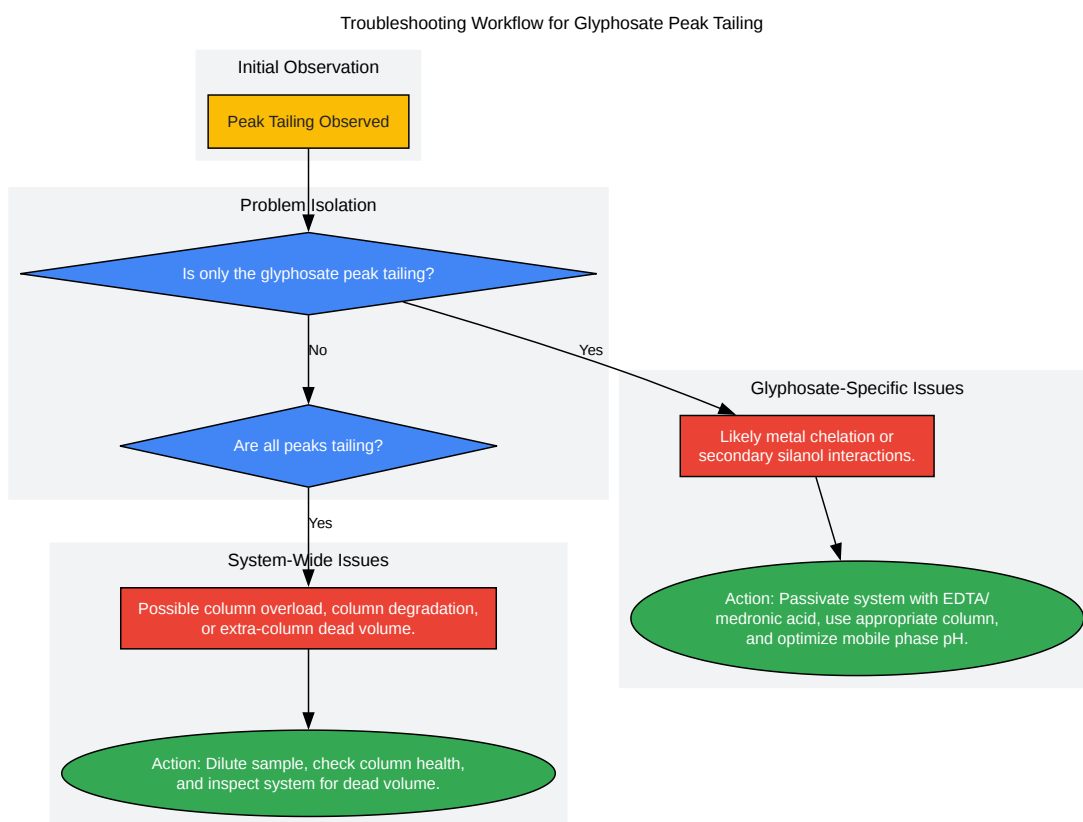 Troubleshooting Workflow for Glyphosate Peak Tailing
Initial Observation
Peak Tailing Observed
Problem Isolation
Is only the glyphosate peak tailing?
No
Yes
Are all peaks tailing?
Yes
Glyphosate-Specific Issues
Likely metal chelation or
secondary silanol interactions.
Action: Passivate system with EDTA/
medronic acid, use appropriate column,
and optimize mobile phase pH.
System-Wide Issues
Possible column overload, column degradation,
or extra-column dead volume.
Action: Dilute sample, check column health,
and inspect system for dead volume.